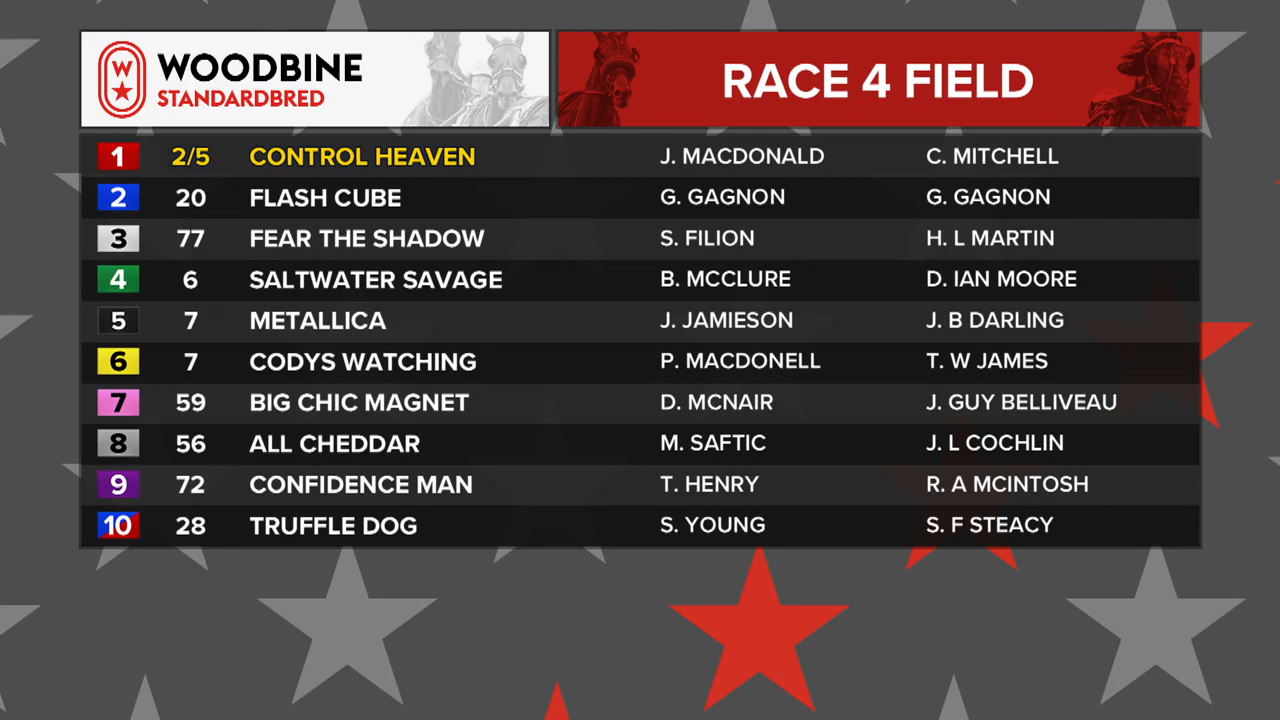 W
WOODBINE
STANDARDBRED
RACE 4 FIELD
1 2/5 CONTROL HEAVEN J. MACDONALD C. MITCHELL
2 20 FLASH CUBE G. GAGNON G. GAGNON
3 77 FEAR THE SHADOW S. FILION H. L MARTIN
4 6 SALTWATER SAVAGE B. MCCLURE D. IAN MOORE
5 7 METALLICA J. JAMIESON J. B DARLING
6 7 CODYS WATCHING P. MACDONELL T. W JAMES
7 59 BIG CHIC MAGNET D. MCNAIR J. GUY BELLIVEAU
8 56 ALL CHEDDAR M. SAFTIC J. L COCHLIN
9 72 CONFIDENCE MAN T. HENRY R. A MCINTOSH
10 28 TRUFFLE DOG S. YOUNG S. F STEACY